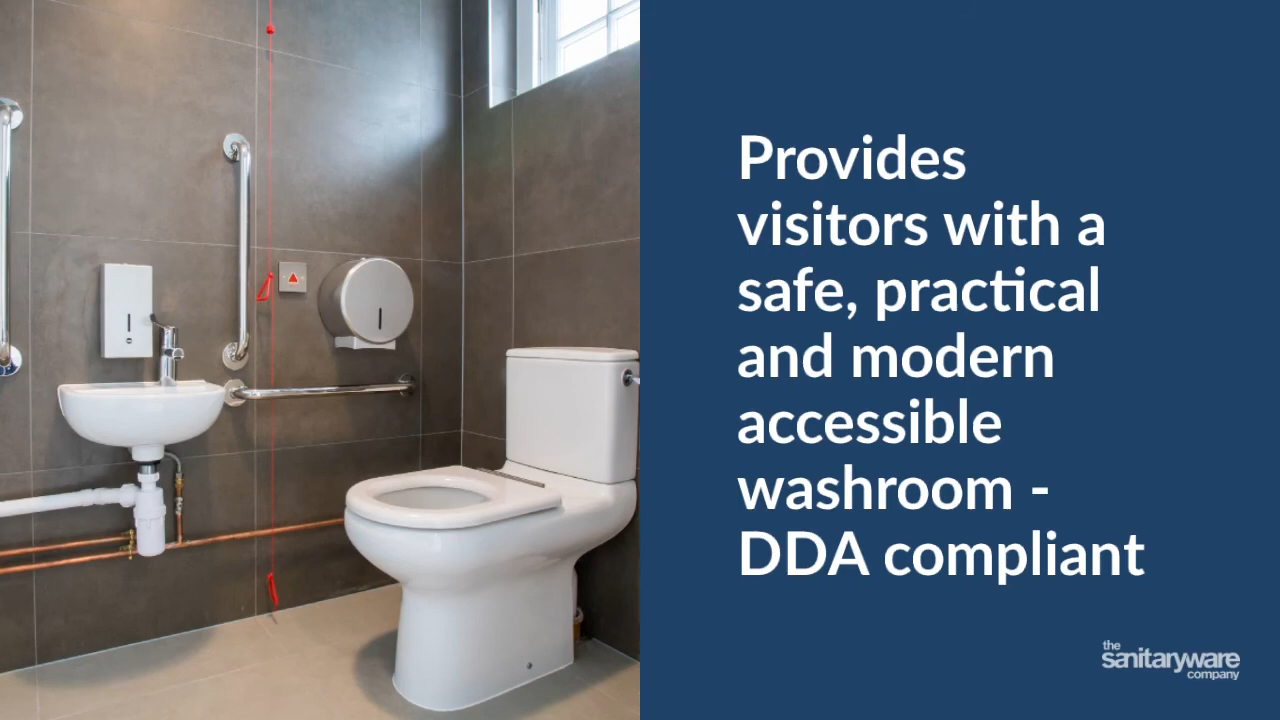 Provides
visitors with a
safe, practical
and modern
accessible
washroom -
DDA compliant
the
sanitaryware
company